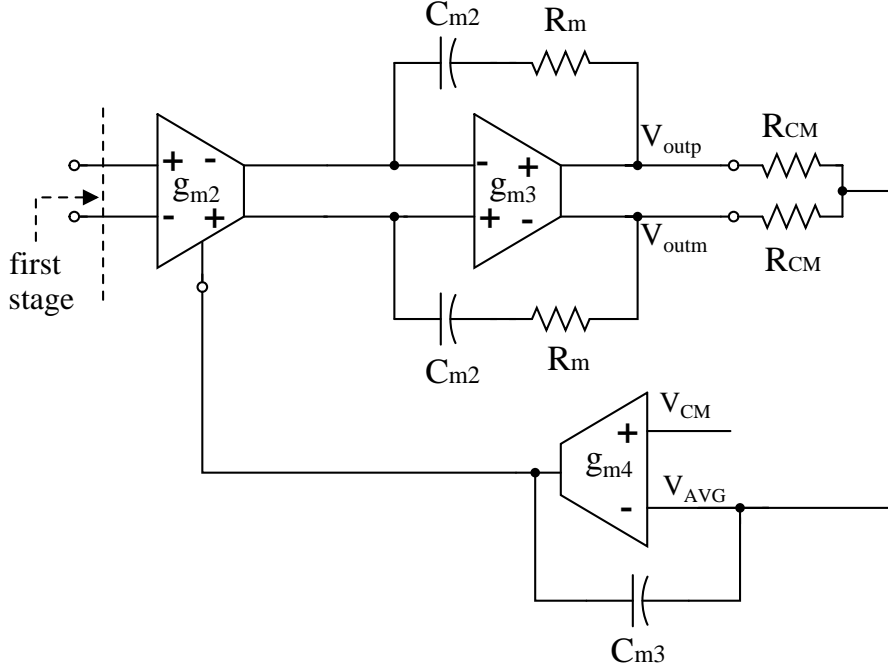 Cm2
Rm
+ -
gm2
- +
- +
gm3
+ -
Voutp
RCM
Voutm
RCM
first
stage
Cm2
Rm
VCM
+
gm4
VAVG
-
Cm3